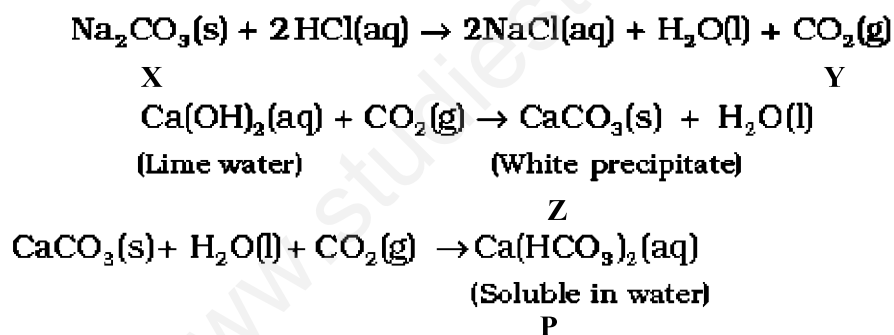 Na₂CO₃(s) + 2HCl(aq) → 2NaCl(aq) + H₂O(l) + CO₂(g)
X Y
Ca(OH)₂(aq) + CO₂(g) → CaCO₃(s) + H₂O(l)
(Lime water) (White precipitate)
Z
CaCO₃(s)+ H₂O(l)+ CO₂(g) →Ca(HCO₃)₂(aq)
(Soluble in water)
P